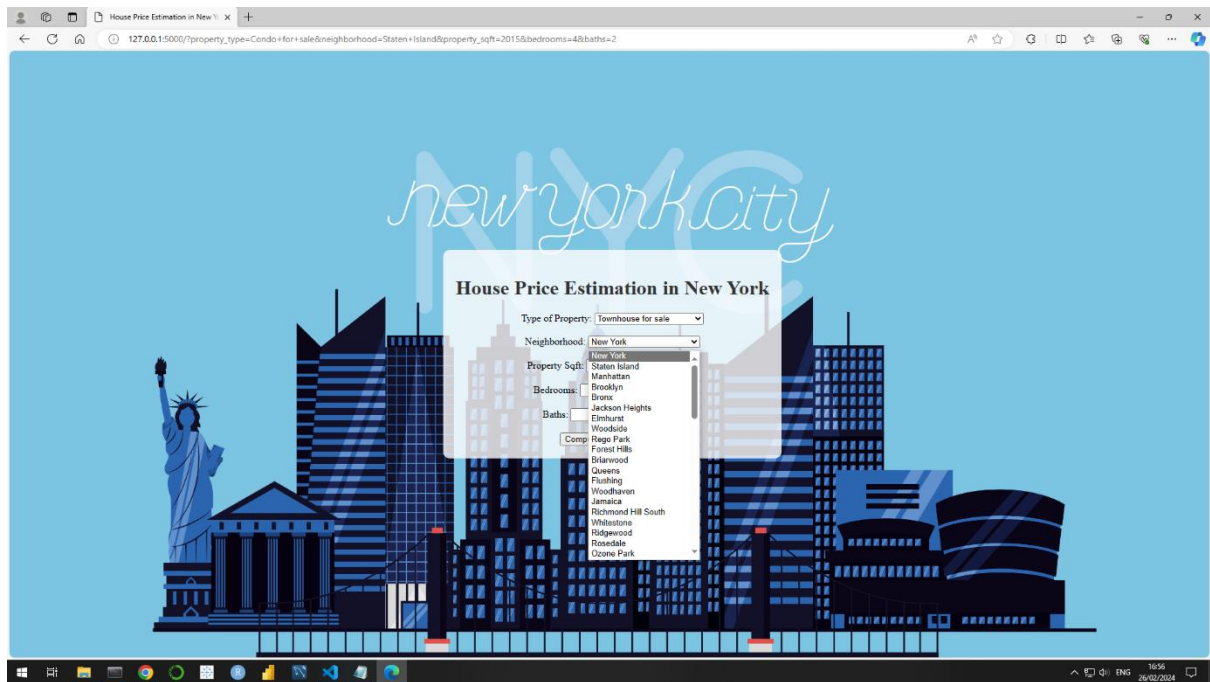 House Price Estimation in New Y
127.0.0.1:5000/?property_type=Condo+for+sale&neighborhood=Staten+Island&property_sqft=2015&bedrooms=4&baths=2
NYC
new york city
House Price Estimation in New York
Type of Property: Townhouse for sale
Neighborhood: New York
New York
Property Sqft: Staten Island
Manhattan
Bedrooms: Brooklyn
Bronx
Jackson Heights
Baths: Elmhurst
Woodside
Comp Rego Park
Forest Hills
Briarwood
Queens
Flushing
Woodhaven
Jamaica
Richmond Hill South
Whitestone
Ridgewood
Rosedale
Ozone Park
ENG
16:56
26/02/2024